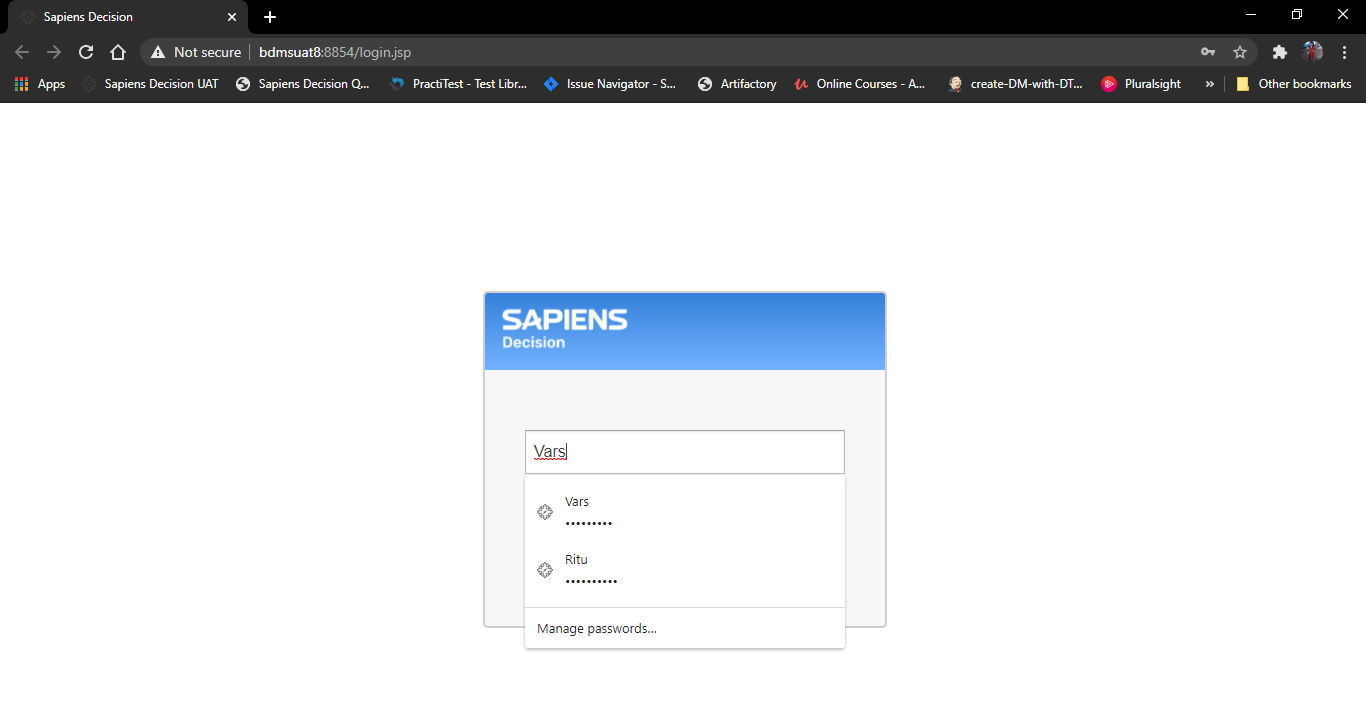 Sapiens Decision
Not secure bdmsuat8:8854/login.jsp
Apps Sapiens Decision UAT Sapiens Decision Q... PractiTest - Test Libr... Issue Navigator - S... Artifactory Online Courses - A... create-DM-with-DT... Pluralsight » Other bookmarks
SAPIENS
Decision
Vars
Vars
•••••••••
Ritu
••••••••••
Manage passwords...